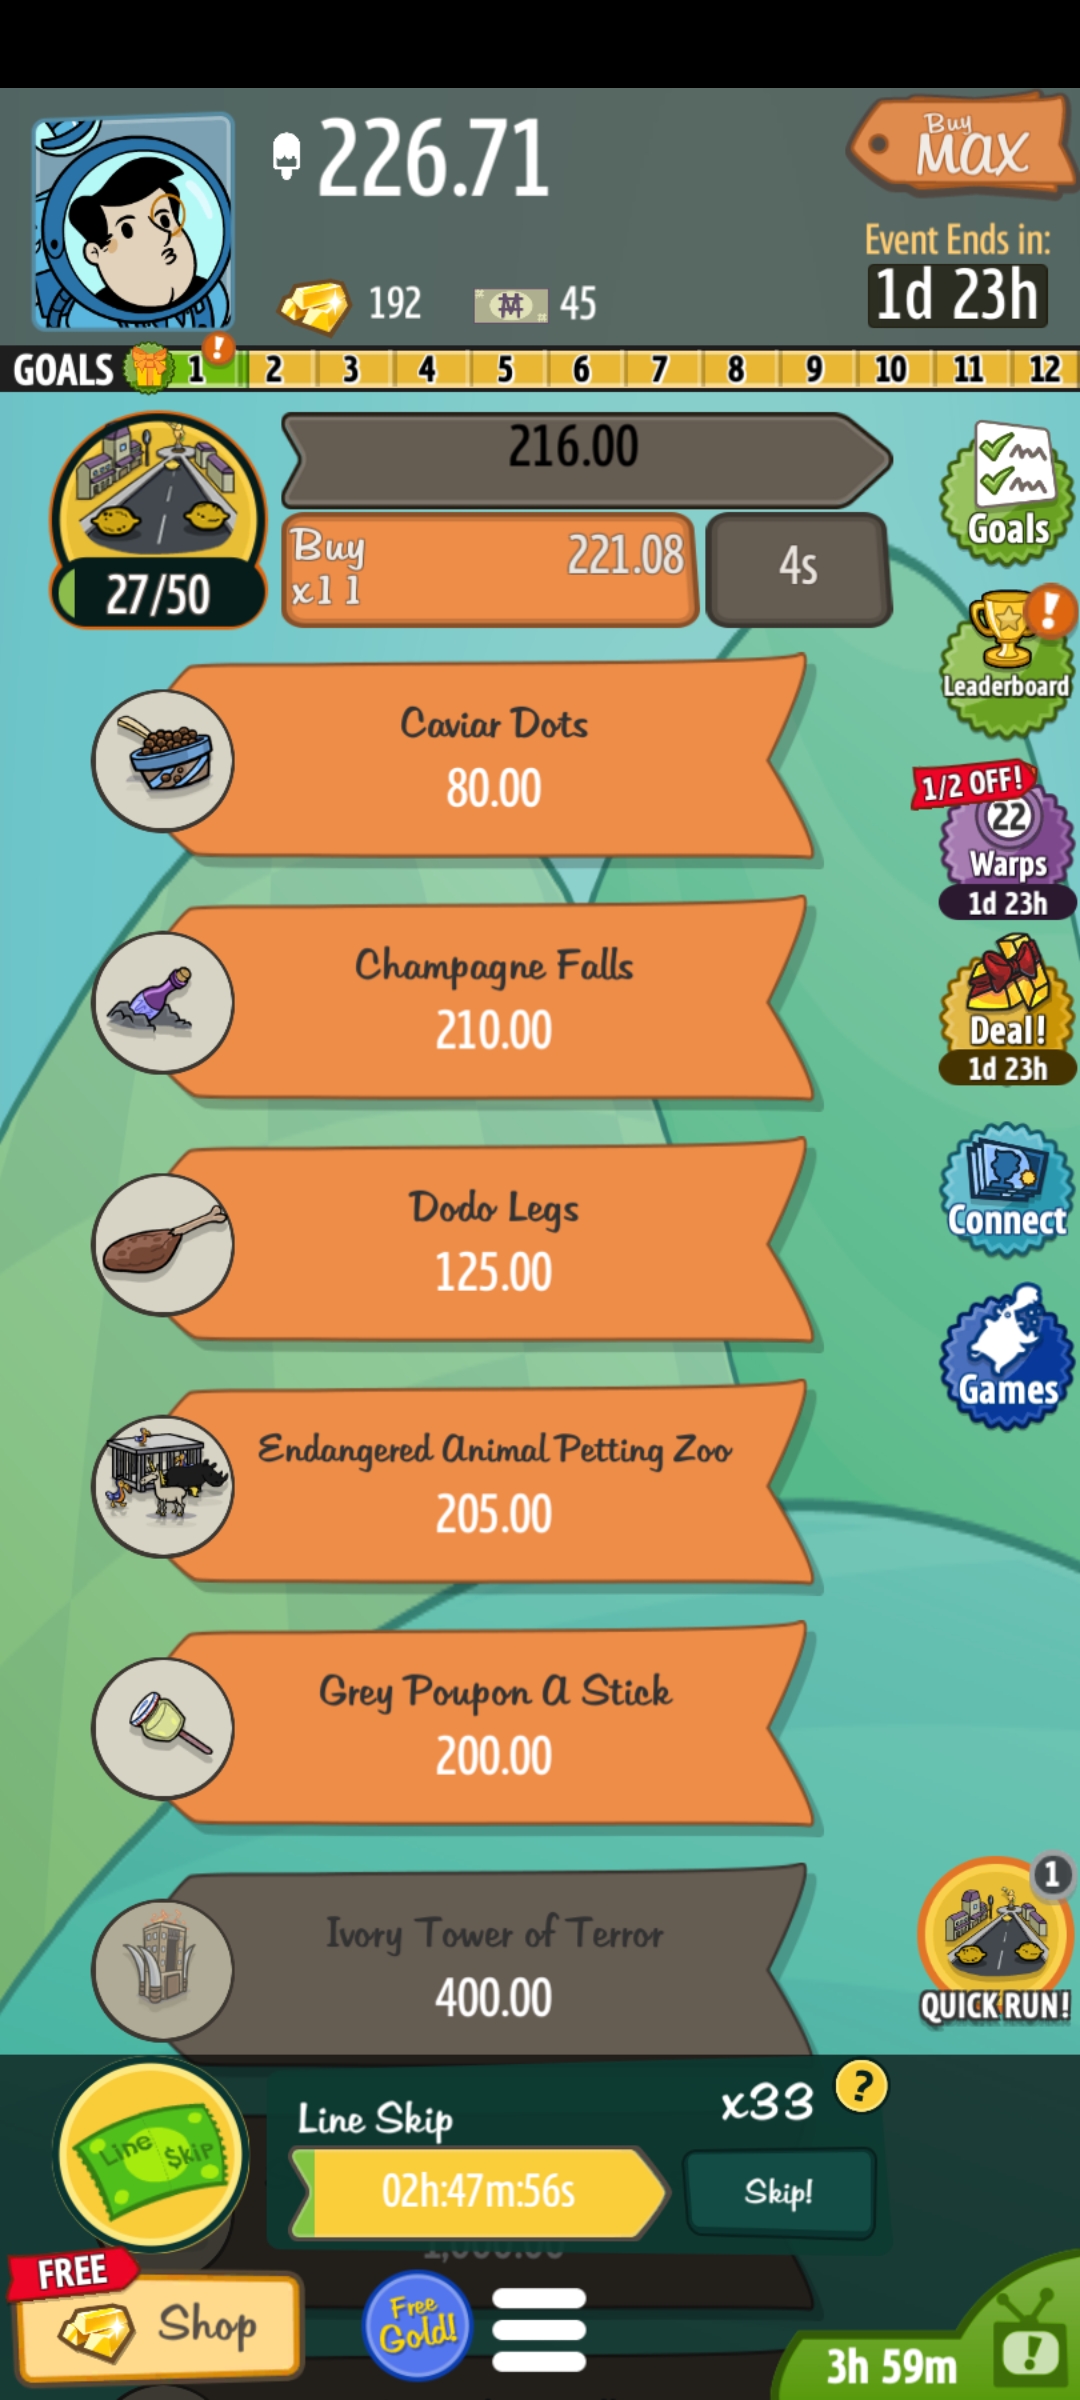 226.71
Buy
MAX
192
45
Event Ends in:
1d 23h
GOALS 1 ! 2 3 4 5 6 7 8 9 10 11 12
216.00
Buy
x11
221.08
4s
27/50
Goals
!
Leaderboard
Caviar Dots
80.00
1/2 OFF!
22
Warps
1d 23h
Champagne Falls
210.00
Deal!
1d 23h
Dodo Legs
125.00
Connect
Games
Endangered Animal Petting Zoo
205.00
Grey Poupon A Stick
200.00
Ivory Tower of Terror
400.00
1
QUICK RUN!
Line Skip
x33
?
Line $kip
02h:47m:56s
Skip!
1,000.00
FREE
Shop
Free
Gold!
3h 59m
!